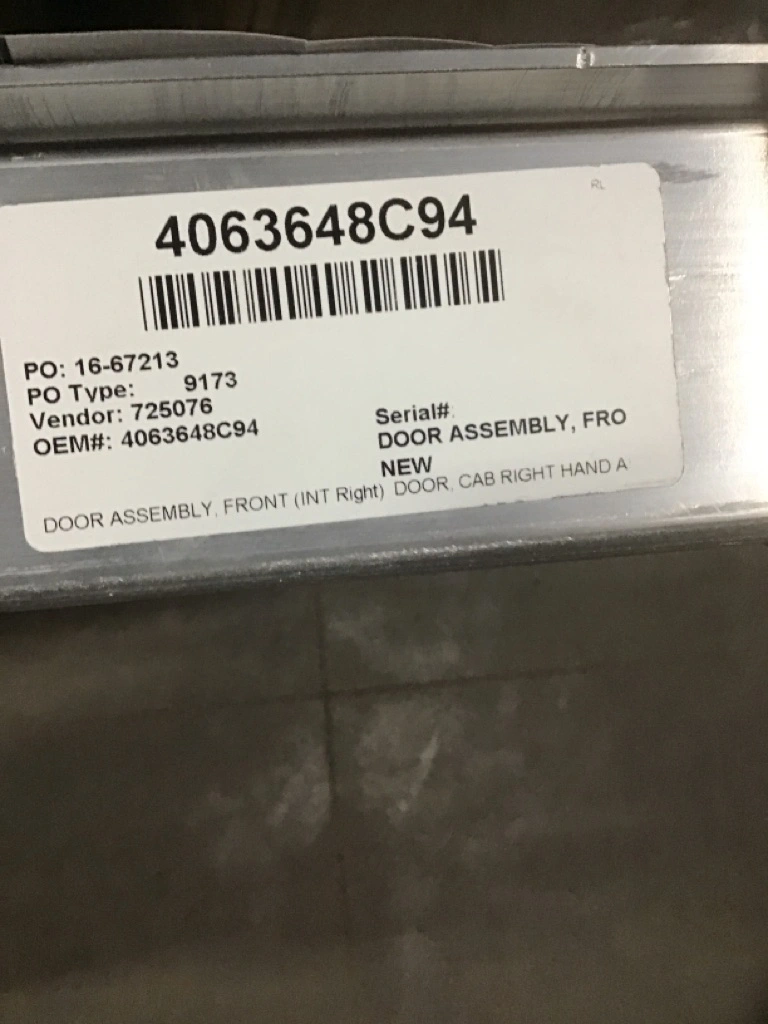 RL
4063648C94
PO: 16-67213
PO Type: 9173
Vendor: 725076
OEM#: 4063648C94
Serial#:
DOOR ASSEMBLY, FRO
NEW
DOOR ASSEMBLY, FRONT (INT Right) DOOR, CAB RIGHT HAND A